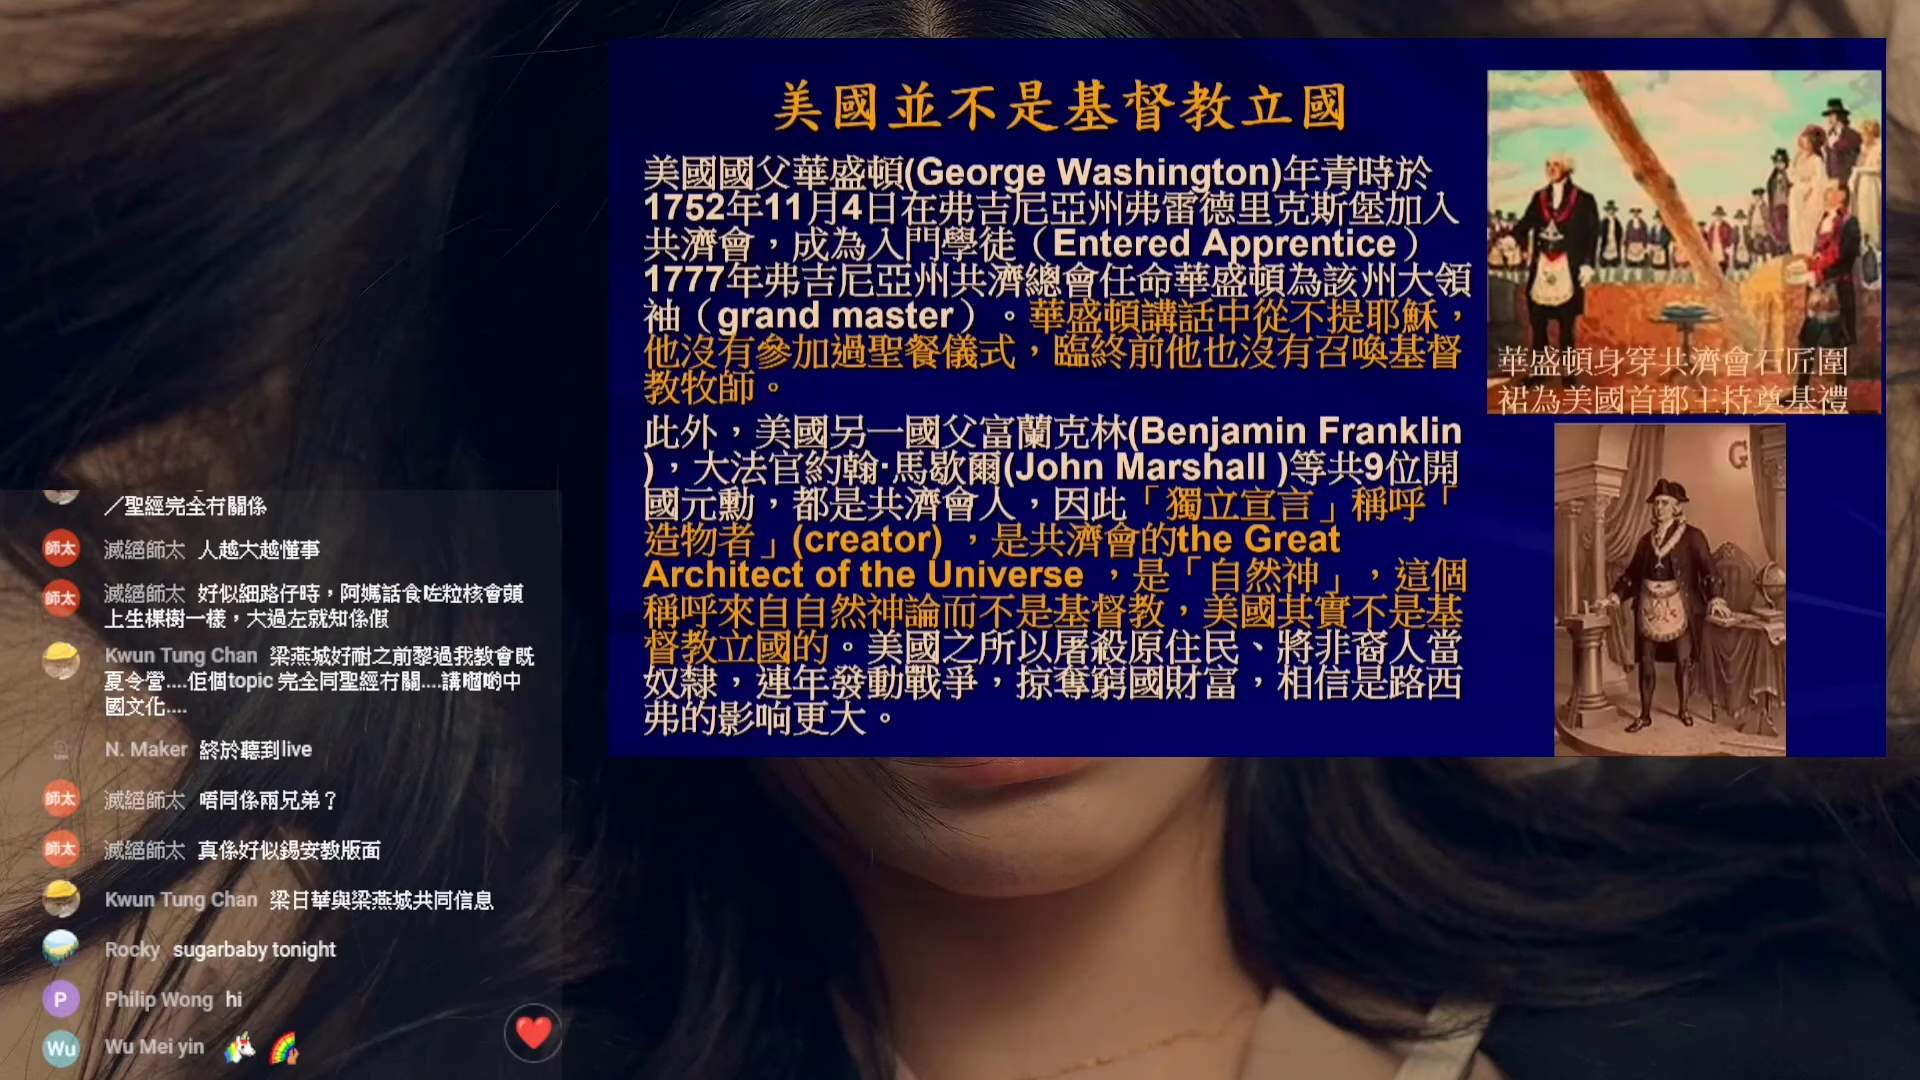 美國並不是基督教立國
美國國父華盛頓(George Washington)年青時於
1752年11月4日在弗吉尼亞州弗雷德里克斯堡加入
共濟會，成為入門學徒（Entered Apprentice）
1777年弗吉尼亞州共濟總會任命華盛頓為該州大領
袖（grand master）。華盛頓講話中從不提耶穌，
他沒有參加過聖餐儀式，臨終前他也沒有召喚基督
教牧師。
此外，美國另一國父富蘭克林(Benjamin Franklin
)，大法官約翰·馬歇爾(John Marshall )等共9位開
國元勳，都是共濟會人，因此「獨立宣言」稱呼「
造物者」(creator) ，是共濟會的the Great
Architect of the Universe ，是「自然神」，這個
稱呼來自自然神論而不是基督教，美國其實不是基
督教立國的。美國之所以屠殺原住民、將非裔人當
奴隸，連年發動戰爭，掠奪窮國財富，相信是路西
弗的影响更大。
華盛頓身穿共濟會石匠圍
裙為美國首都主持奠基禮
G
／聖經完全冇關係
師太 滅絕師太 人越大越懂事
師太 滅絕師太 好似細路仔時，阿媽話食咗粒核會頭
上生棵樹一樣，大過左就知係假
Kwun Tung Chan 梁燕城好耐之前黎過我教會既
夏令營....佢個topic 完全同聖經冇關....講嗰啲中
國文化....
N. Maker 終於聽到live
師太 滅絕師太 唔同係兩兄弟？
師太 滅絕師太 真係好似錫安教版面
Kwun Tung Chan 梁日華與梁燕城共同信息
Rocky sugarbaby tonight
P Philip Wong hi
Wu Wu Mei yin 🦄 🌈